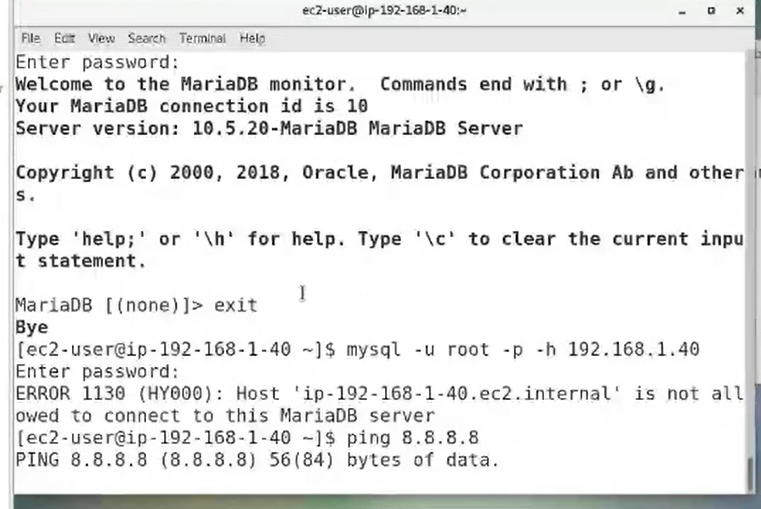 ec2-user@ip-192-168-1-40:~
File Edit View Search Terminal Help
Enter password:
Welcome to the MariaDB monitor.  Commands end with ; or \g.
Your MariaDB connection id is 10
Server version: 10.5.20-MariaDB MariaDB Server
Copyright (c) 2000, 2018, Oracle, MariaDB Corporation Ab and other
s.
Type 'help;' or '\h' for help. Type '\c' to clear the current inpu
t statement.
MariaDB [(none)]> exit
Bye
[ec2-user@ip-192-168-1-40 ~]$ mysql -u root -p -h 192.168.1.40
Enter password:
ERROR 1130 (HY000): Host 'ip-192-168-1-40.ec2.internal' is not all
owed to connect to this MariaDB server
[ec2-user@ip-192-168-1-40 ~]$ ping 8.8.8.8
PING 8.8.8.8 (8.8.8.8) 56(84) bytes of data.